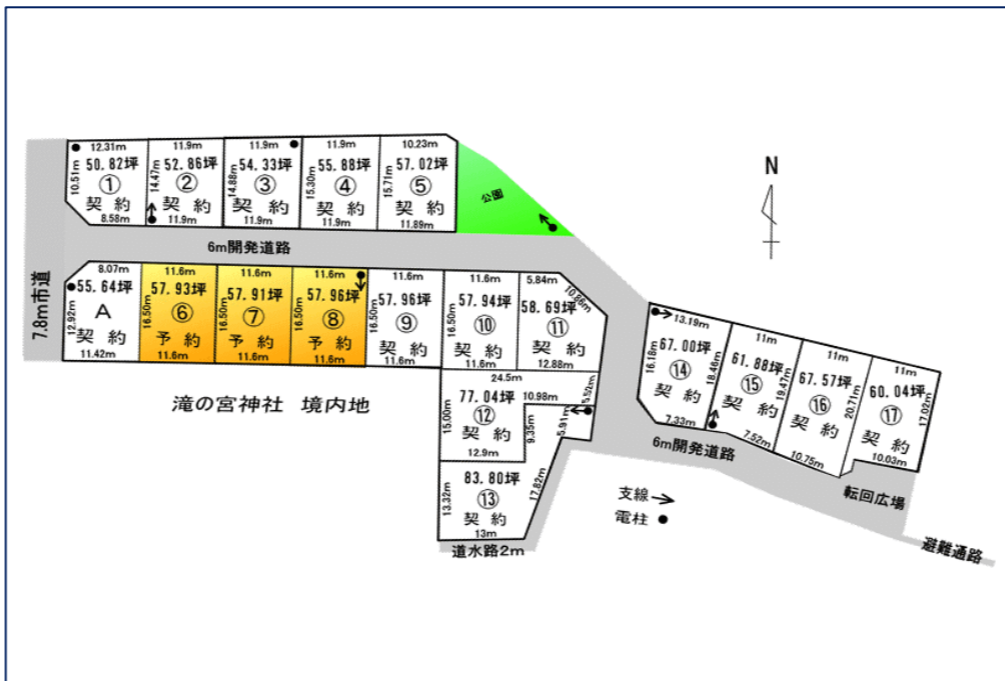 12.31m
50.82坪
①
契 約
10.51m
8.58m
11.9m
52.86坪
②
契 約
14.47m
11.9m
11.9m
54.33坪
③
契 約
14.88m
11.9m
11.9m
55.88坪
④
契 約
15.30m
11.9m
10.23m
57.02坪
⑤
契 約
15.71m
11.89m
公園
N
6m開発道路
7.8m市道
8.07m
55.64坪
A
契 約
12.92m
11.42m
11.6m
57.93坪
⑥
予 約
16.50m
11.6m
11.6m
57.91坪
⑦
予 約
16.50m
11.6m
11.6m
57.96坪
⑧
予 約
16.50m
11.6m
11.6m
57.96坪
⑨
契 約
16.50m
11.6m
11.6m
57.94坪
⑩
契 約
16.50m
11.6m
5.84m
10.86m
58.69坪
⑪
契 約
12.88m
滝の宮神社 境内地
24.5m
77.04坪
⑫
契 約
15.00m
12.9m
10.98m
9.35m
5.52m
5.91m
83.80坪
⑬
契 約
13.32m
13m
17.82m
道水路2m
13.19m
67.00坪
⑭
契 約
16.18m
7.33m
11m
61.88坪
⑮
契 約
18.46m
7.52m
11m
67.57坪
⑯
契 約
19.47m
10.75m
11m
60.04坪
⑰
契 約
20.71m
17.02m
10.03m
6m開発道路
転回広場
避難通路
支線
電柱